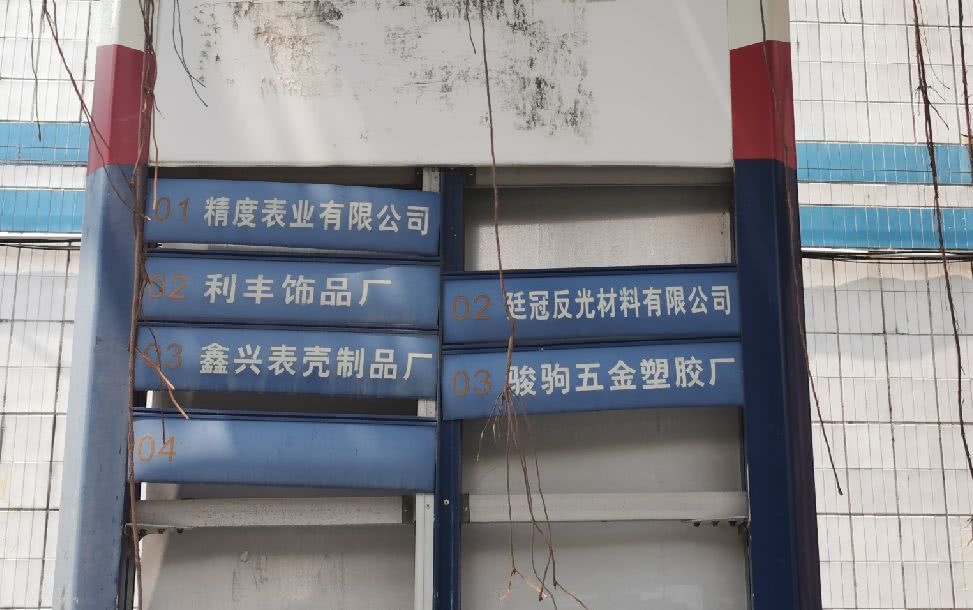 01 精度表业有限公司
02 利丰饰品厂
03 鑫兴表壳制品厂
04
02 廷冠反光材料有限公司
03 骏驹五金塑胶厂